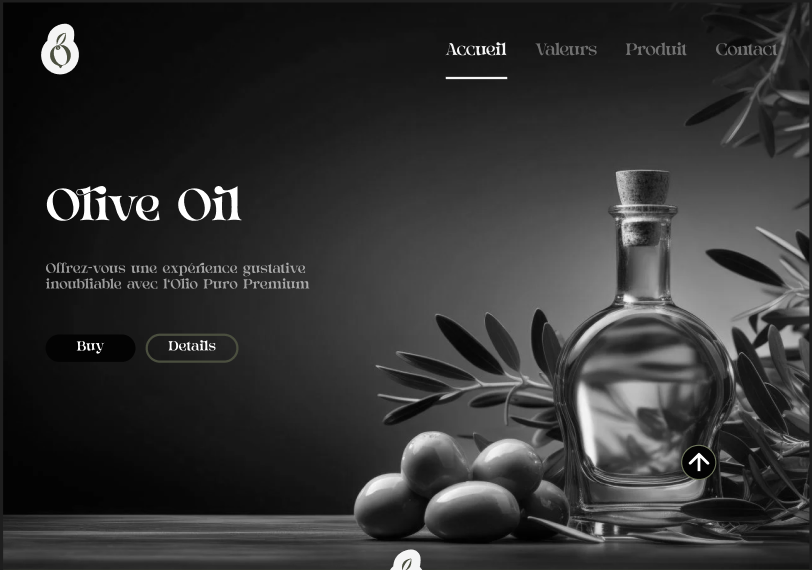 Accueil Valeurs Produit Contact
Olive Oil
Offrez-vous une expérience gustative
inoubliable avec l'Olio Puro Premium
Buy Details